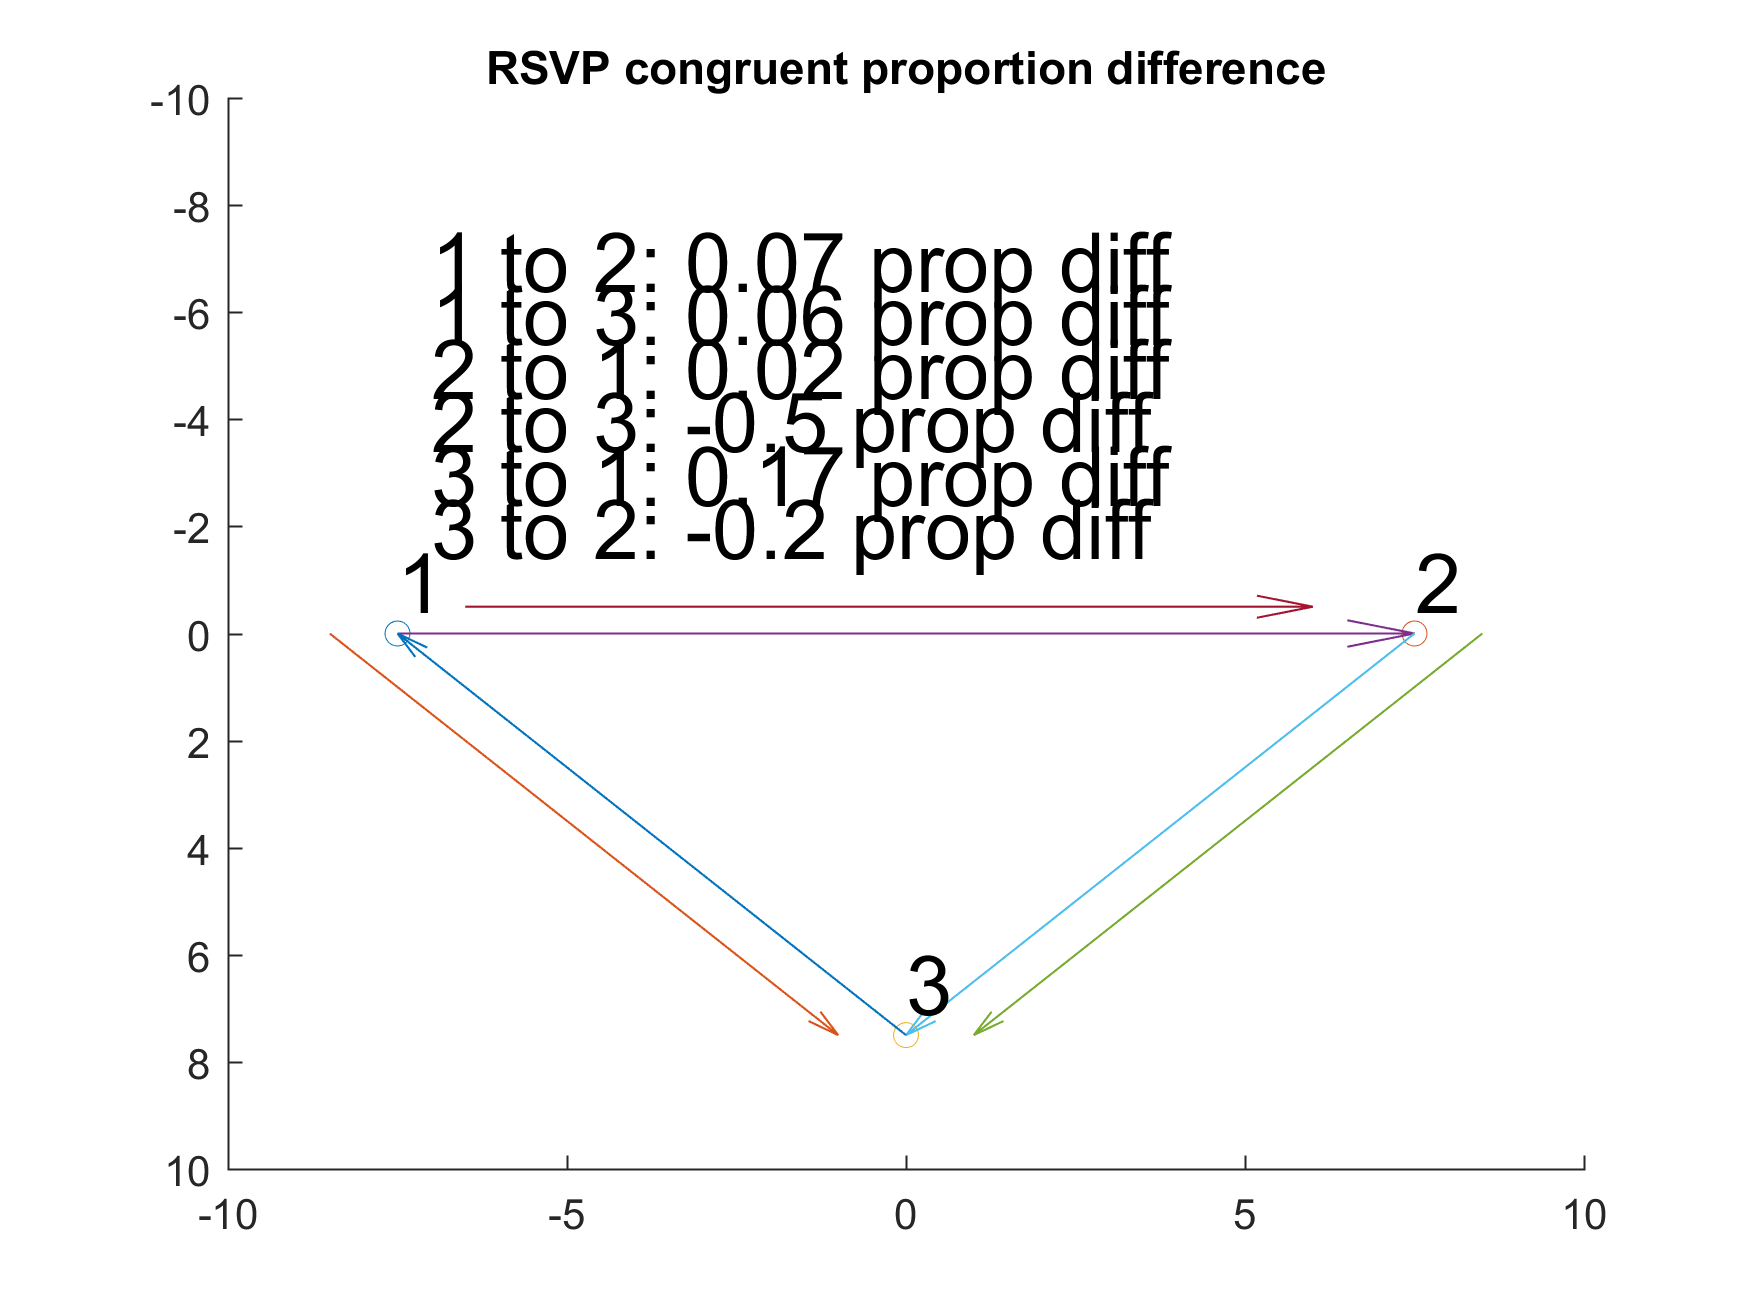 RSVP congruent proportion difference
-10
-8
-6
-4
-2
0
2
4
6
8
10
1 to 2: 0.07 prop diff
1 to 3: 0.06 prop diff
2 to 1: 0.02 prop diff
2 to 3: -0.5 prop diff
3 to 1: 0.17 prop diff
3 to 2: -0.2 prop diff
1
2
3
-10 -5 0 5 10